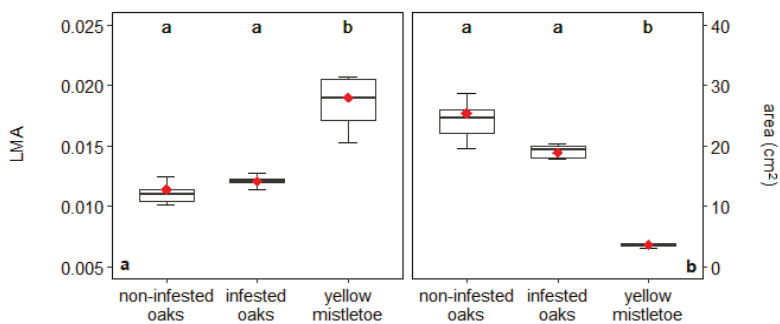 0.025
0.020
0.015
0.010
0.005
LMA
a a b
a
non-infested oaks
infested oaks
yellow mistletoe
a a b
b
non-infested oaks
infested oaks
yellow mistletoe
40
30
20
10
0
area (cm²)